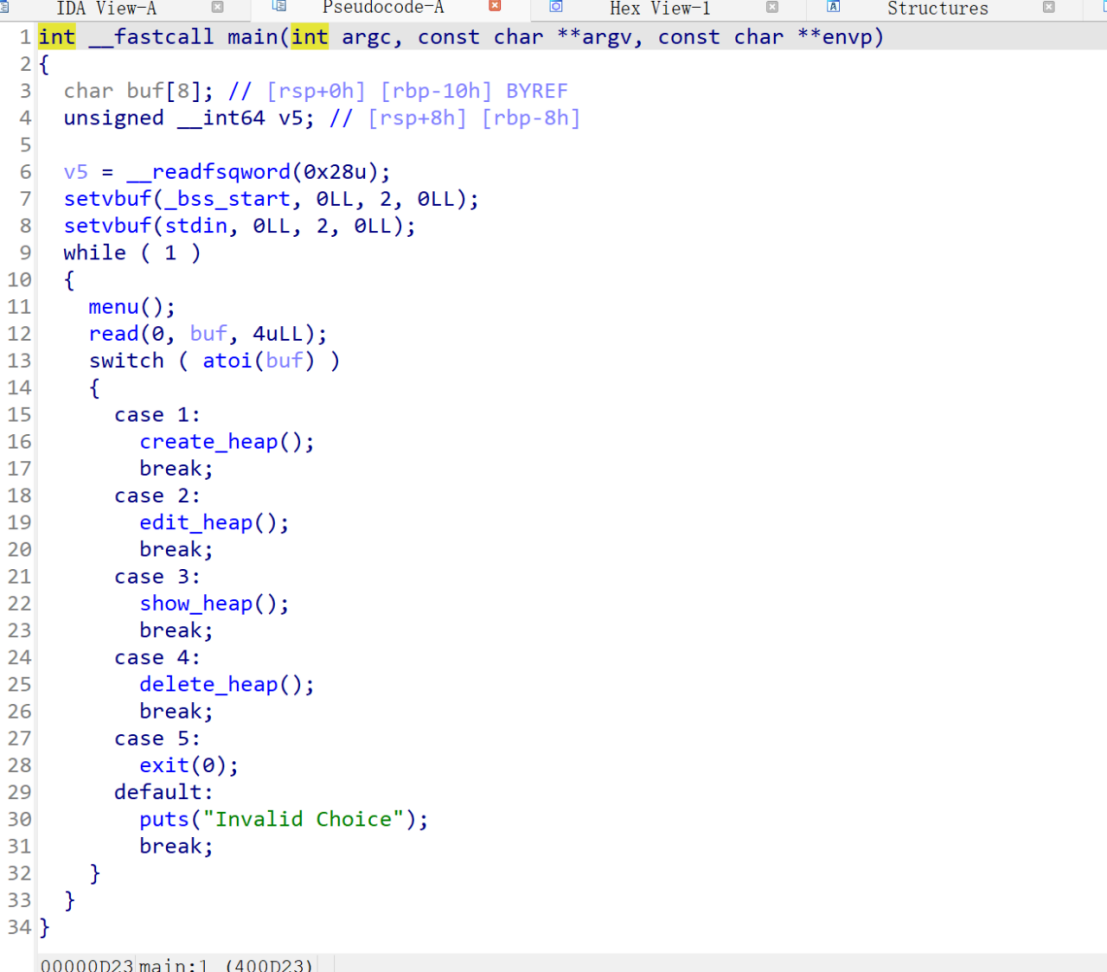 IDA View-A Pseudocode-A Hex View-1 Structures
1 int __fastcall main(int argc, const char **argv, const char **envp)
2 {
3 char buf[8]; // [rsp+0h] [rbp-10h] BYREF
4 unsigned __int64 v5; // [rsp+8h] [rbp-8h]
5
6 v5 = __readfsqword(0x28u);
7 setvbuf(_bss_start, 0LL, 2, 0LL);
8 setvbuf(stdin, 0LL, 2, 0LL);
9 while ( 1 )
10 {
11 menu();
12 read(0, buf, 4uLL);
13 switch ( atoi(buf) )
14 {
15 case 1:
16 create_heap();
17 break;
18 case 2:
19 edit_heap();
20 break;
21 case 3:
22 show_heap();
23 break;
24 case 4:
25 delete_heap();
26 break;
27 case 5:
28 exit(0);
29 default:
30 puts("Invalid Choice");
31 break;
32 }
33 }
34 }
00000D23 main:1 (400D23)